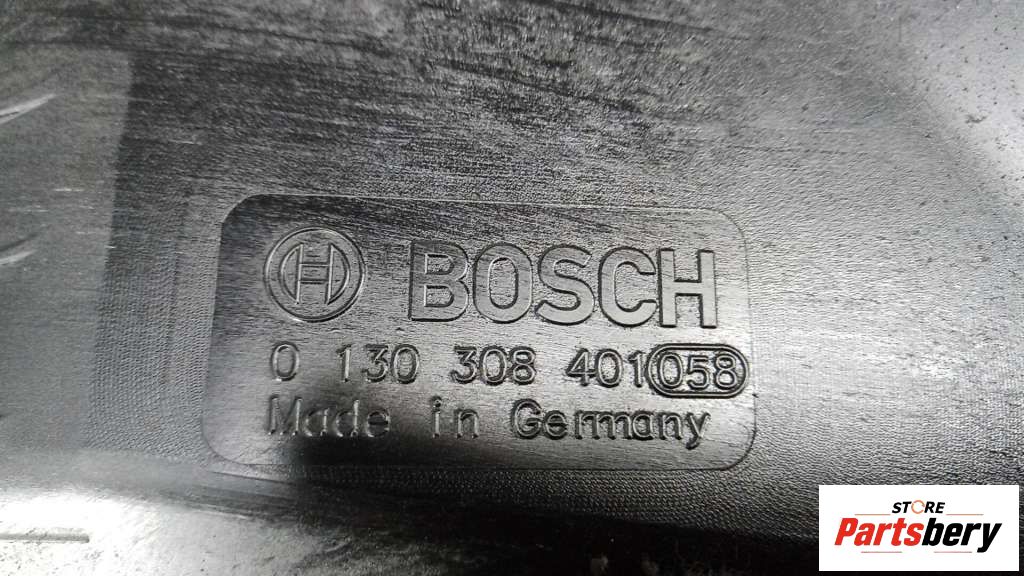 BOSCH
0 130 308 401 058
Made in Germany
STORE
Partsbery